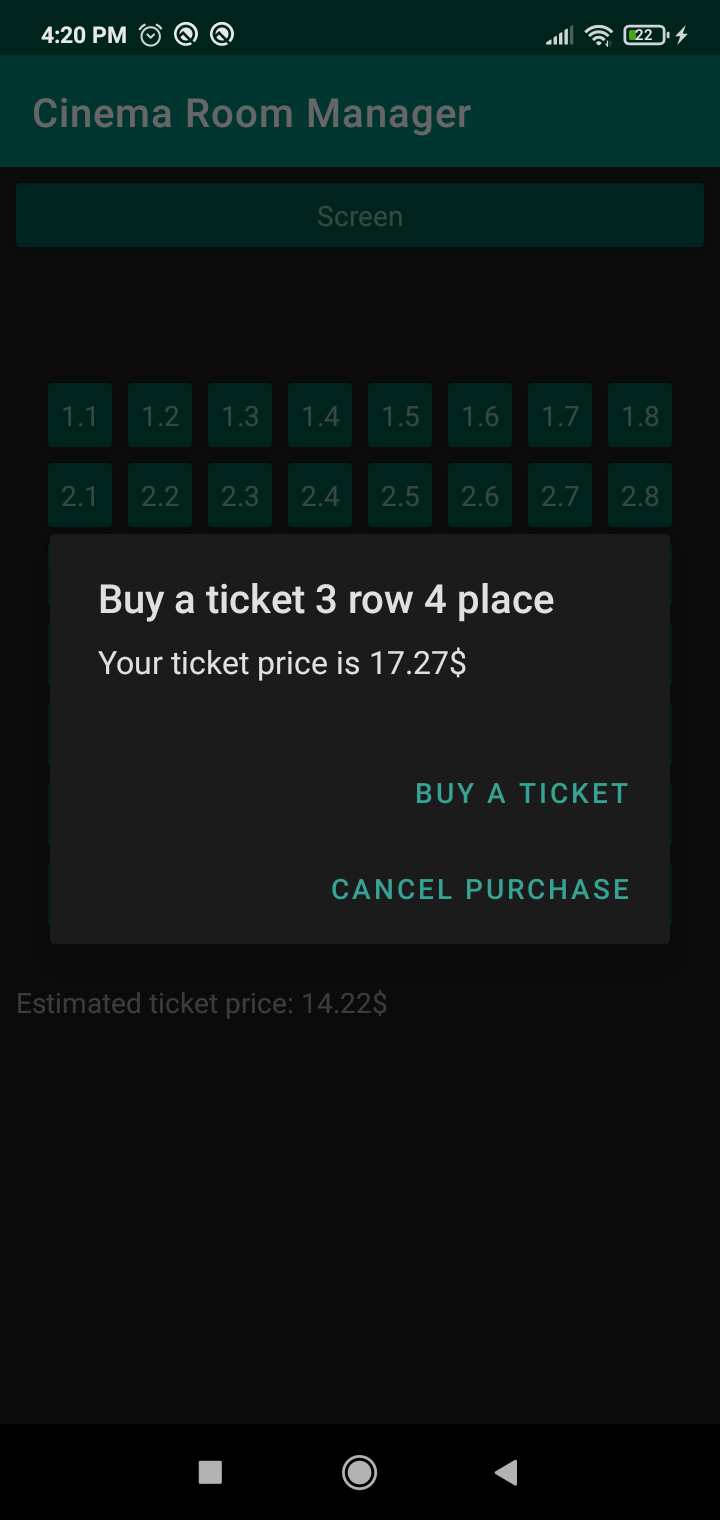 4:20 PM
22
Cinema Room Manager
Screen
1.1 1.2 1.3 1.4 1.5 1.6 1.7 1.8
2.1 2.2 2.3 2.4 2.5 2.6 2.7 2.8
Buy a ticket 3 row 4 place
Your ticket price is 17.27$
BUY A TICKET
CANCEL PURCHASE
Estimated ticket price: 14.22$